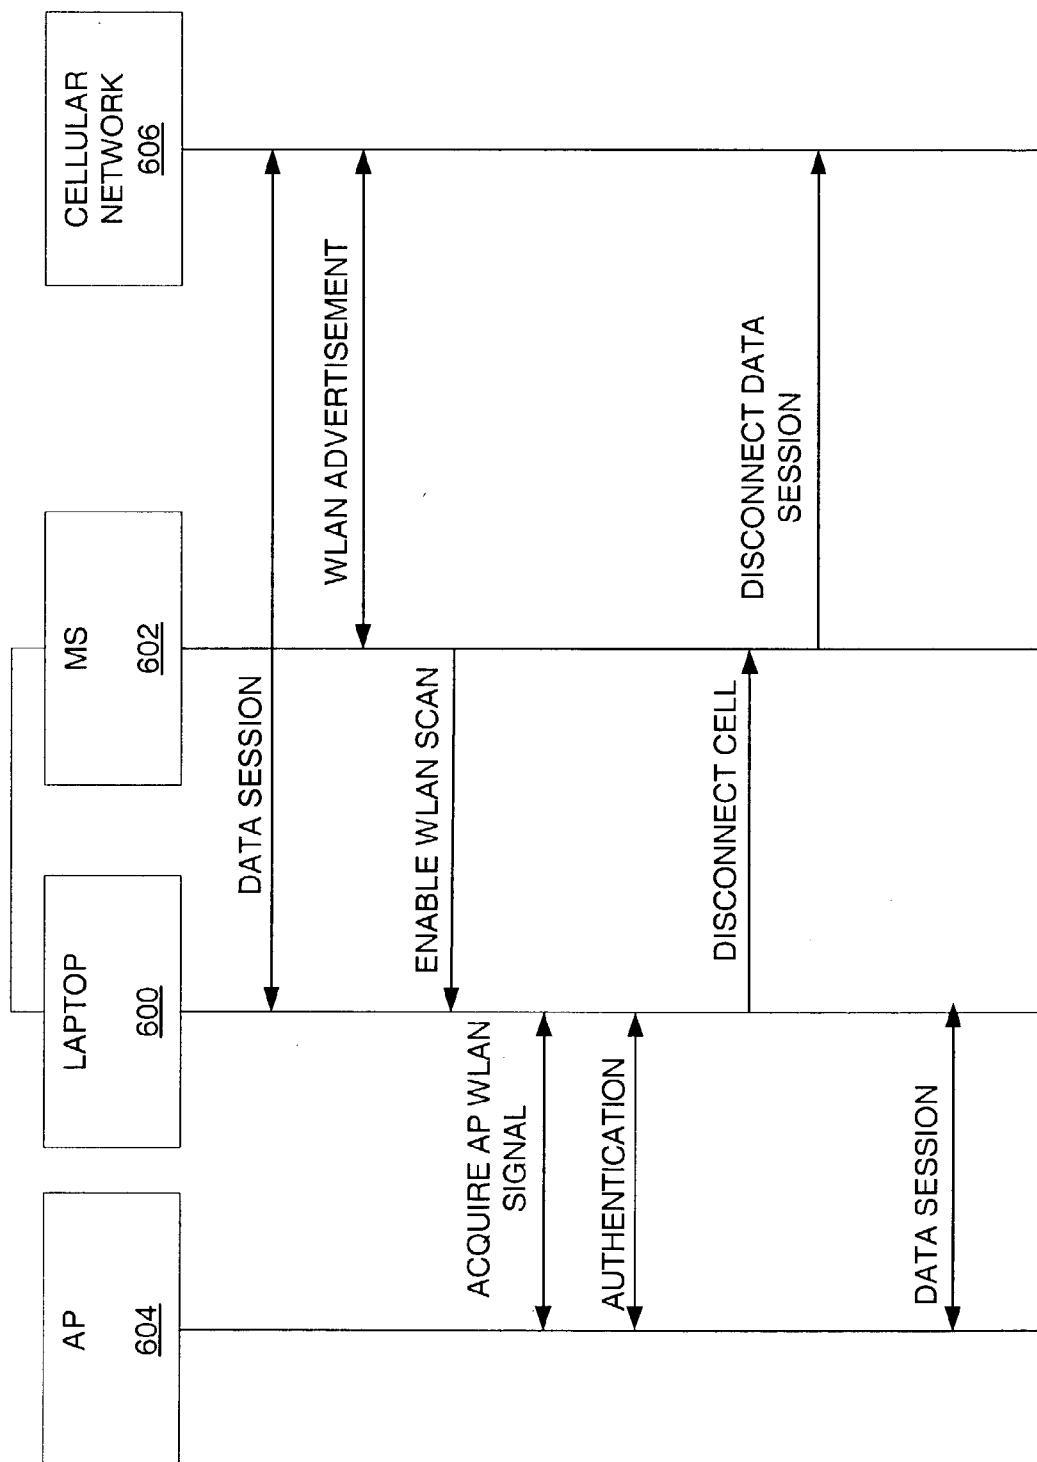 AP
604
LAPTOP
600
MS
602
CELLULAR
NETWORK
606
DATA SESSION
WLAN ADVERTISEMENT
ENABLE WLAN SCAN
ACQUIRE AP WLAN
SIGNAL
AUTHENTICATION
DISCONNECT CELL
DISCONNECT DATA
SESSION
DATA SESSION